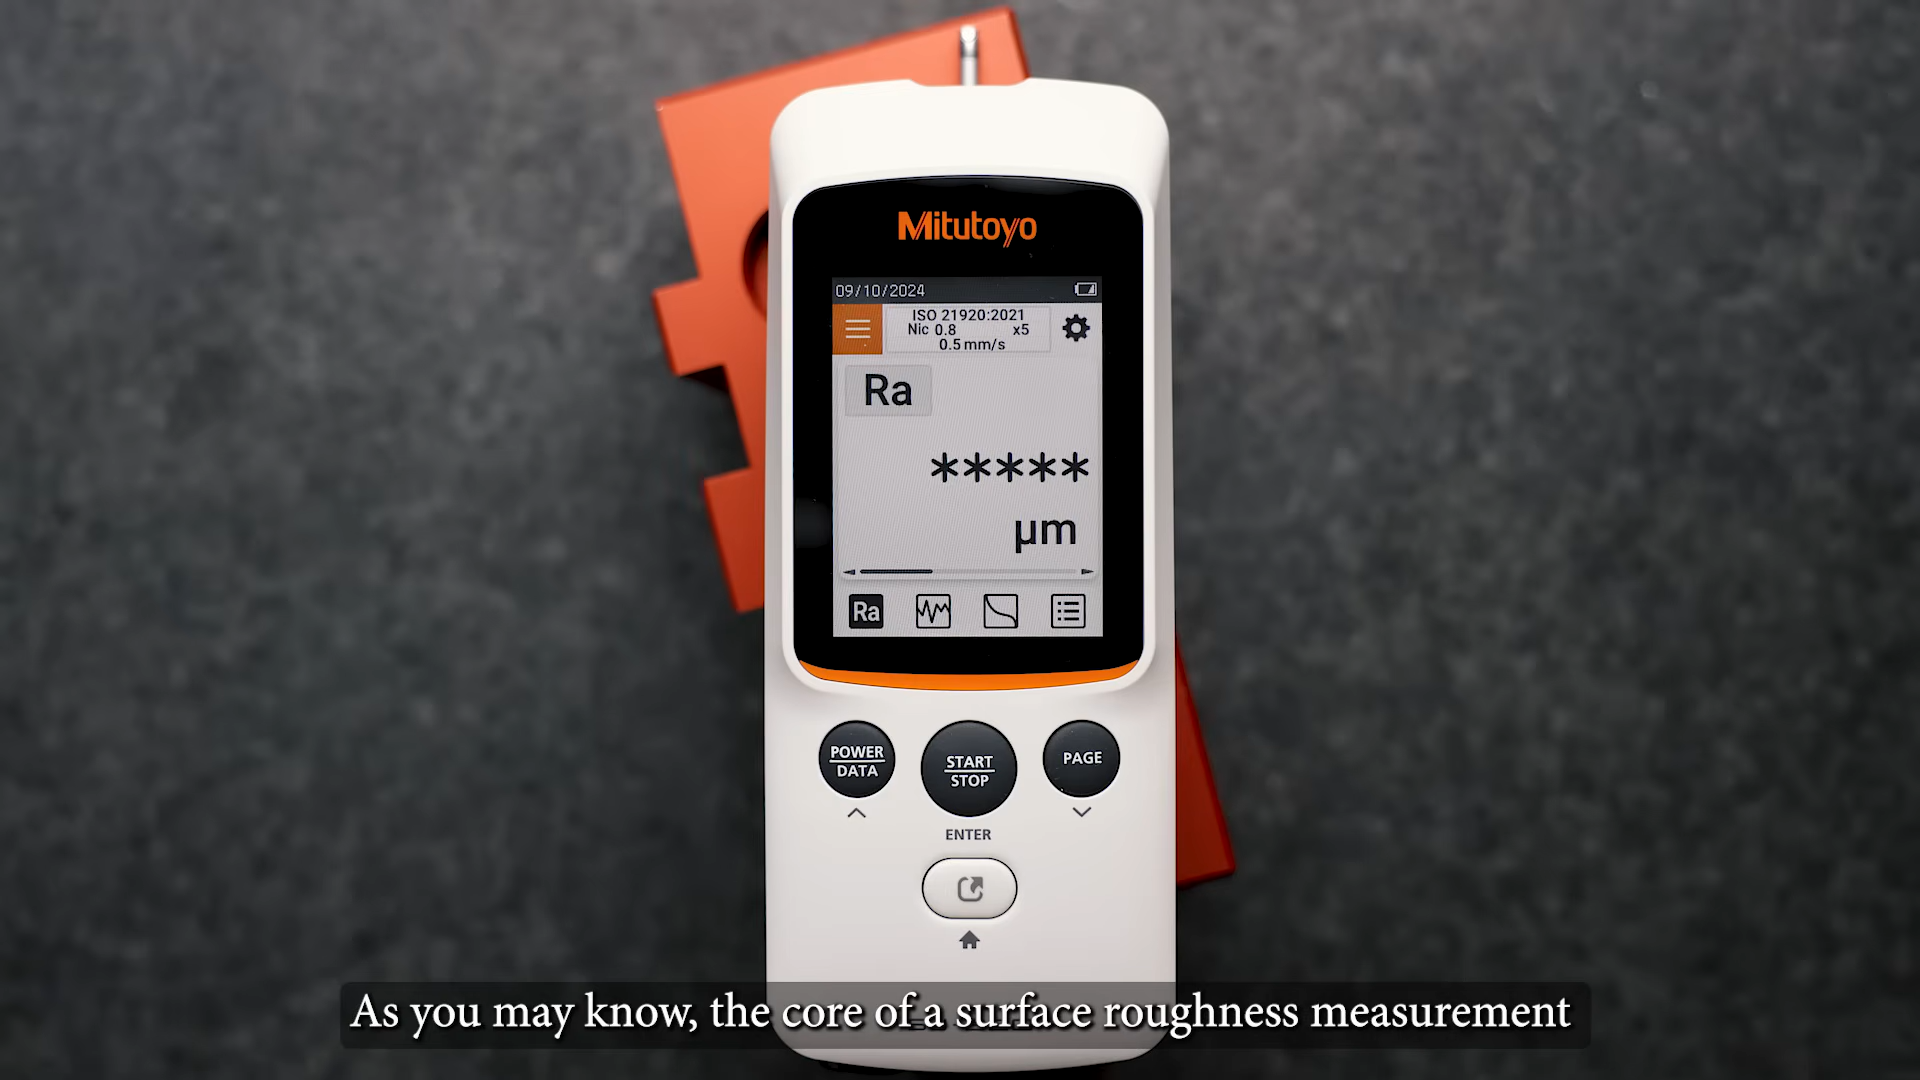 Mitutoyo
09/10/2024
ISO 21920:2021
Nic 0.8 x5
0.5 mm/s
Ra
*****
µm
Ra
POWER
DATA
START
STOP
PAGE
ENTER
As you may know, the core of a surface roughness measurement